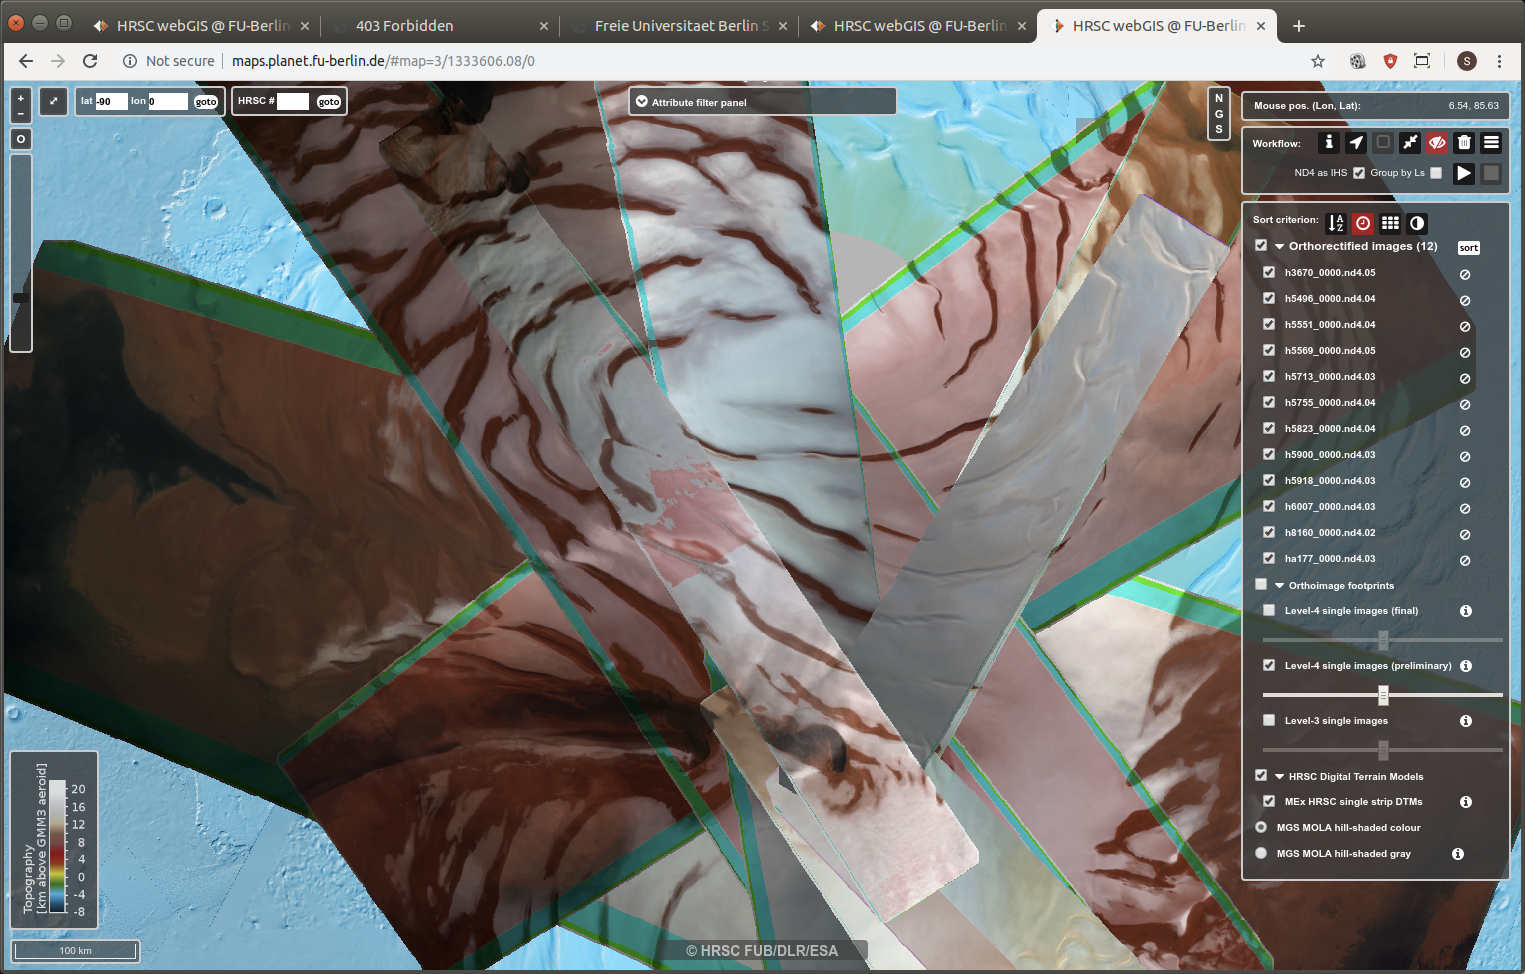 HRSC webGIS @ FU-Berlin
403 Forbidden
Freie Universitaet Berlin S
HRSC webGIS @ FU-Berlin
HRSC webGIS @ FU-Berlin
Not secure
maps.planet.fu-berlin.de/#map=3/1333606.08/0
S
+
−
O
lat -90 lon 0 goto
HRSC # goto
Attribute filter panel
N
G
S
Mouse pos. (Lon, Lat): 6.54, 85.63
Workflow:
ND4 as IHS Group by Ls
Sort criterion: A Z
Orthorectified images (12) sort
h3670_0000.nd4.05
h5496_0000.nd4.04
h5551_0000.nd4.04
h5569_0000.nd4.05
h5713_0000.nd4.03
h5755_0000.nd4.04
h5823_0000.nd4.04
h5900_0000.nd4.03
h5918_0000.nd4.03
h6007_0000.nd4.03
h8160_0000.nd4.02
ha177_0000.nd4.03
Orthoimage footprints
Level-4 single images (final)
Level-4 single images (preliminary)
Level-3 single images
HRSC Digital Terrain Models
MEx HRSC single strip DTMs
MGS MOLA hill-shaded colour
MGS MOLA hill-shaded gray
Topography
[km above GMM3 aeroid]
20
16
12
8
4
0
-4
-8
100 km
© HRSC FUB/DLR/ESA